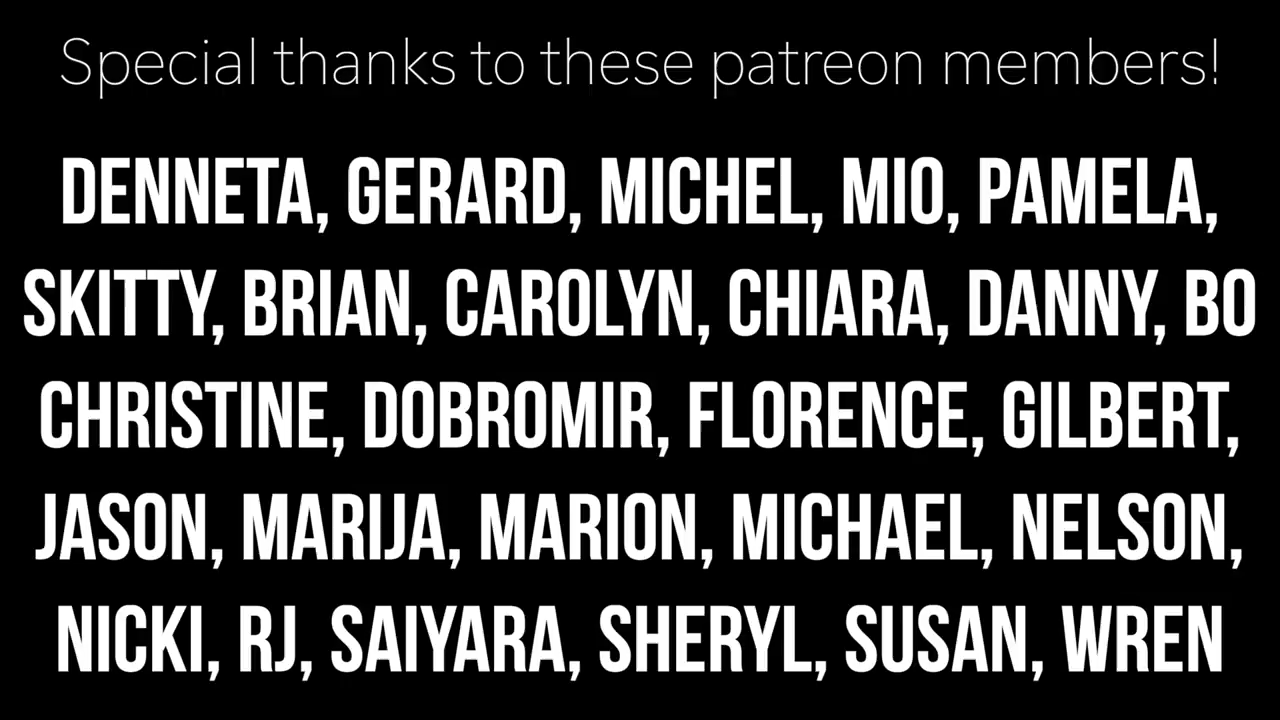 Special thanks to these patreon members!
DENNETA, GERARD, MICHEL, MIO, PAMELA,
SKITTY, BRIAN, CAROLYN, CHIARA, DANNY, BO
CHRISTINE, DOBROMIR, FLORENCE, GILBERT,
JASON, MARIJA, MARION, MICHAEL, NELSON,
NICKI, RJ, SAIYARA, SHERYL, SUSAN, WREN